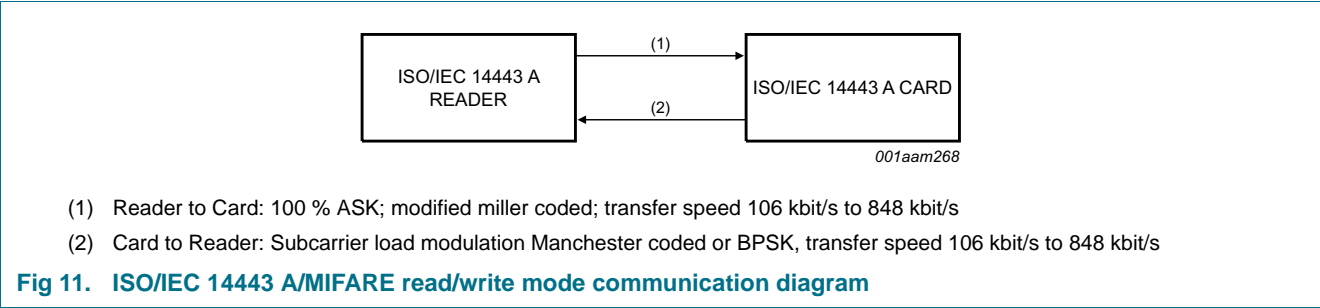 (1)
ISO/IEC 14443 A
READER
ISO/IEC 14443 A CARD
(2)
001aam268
(1) Reader to Card: 100 % ASK; modified miller coded; transfer speed 106 kbit/s to 848 kbit/s
(2) Card to Reader: Subcarrier load modulation Manchester coded or BPSK, transfer speed 106 kbit/s to 848 kbit/s
Fig 11. ISO/IEC 14443 A/MIFARE read/write mode communication diagram